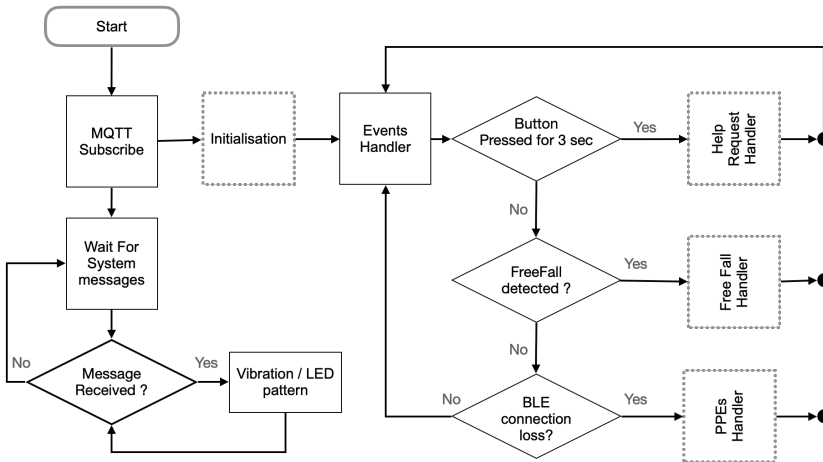 Start
MQTT
Subscribe
Initialisation
Events
Handler
Button
Pressed for 3 sec
Yes
Help
Request
Handler
No
Wait For
System
messages
FreeFall
detected ?
Yes
Free Fall
Handler
No
No
Message
Received ?
Yes
Vibration / LED
pattern
No
BLE
connection
loss?
Yes
PPEs
Handler